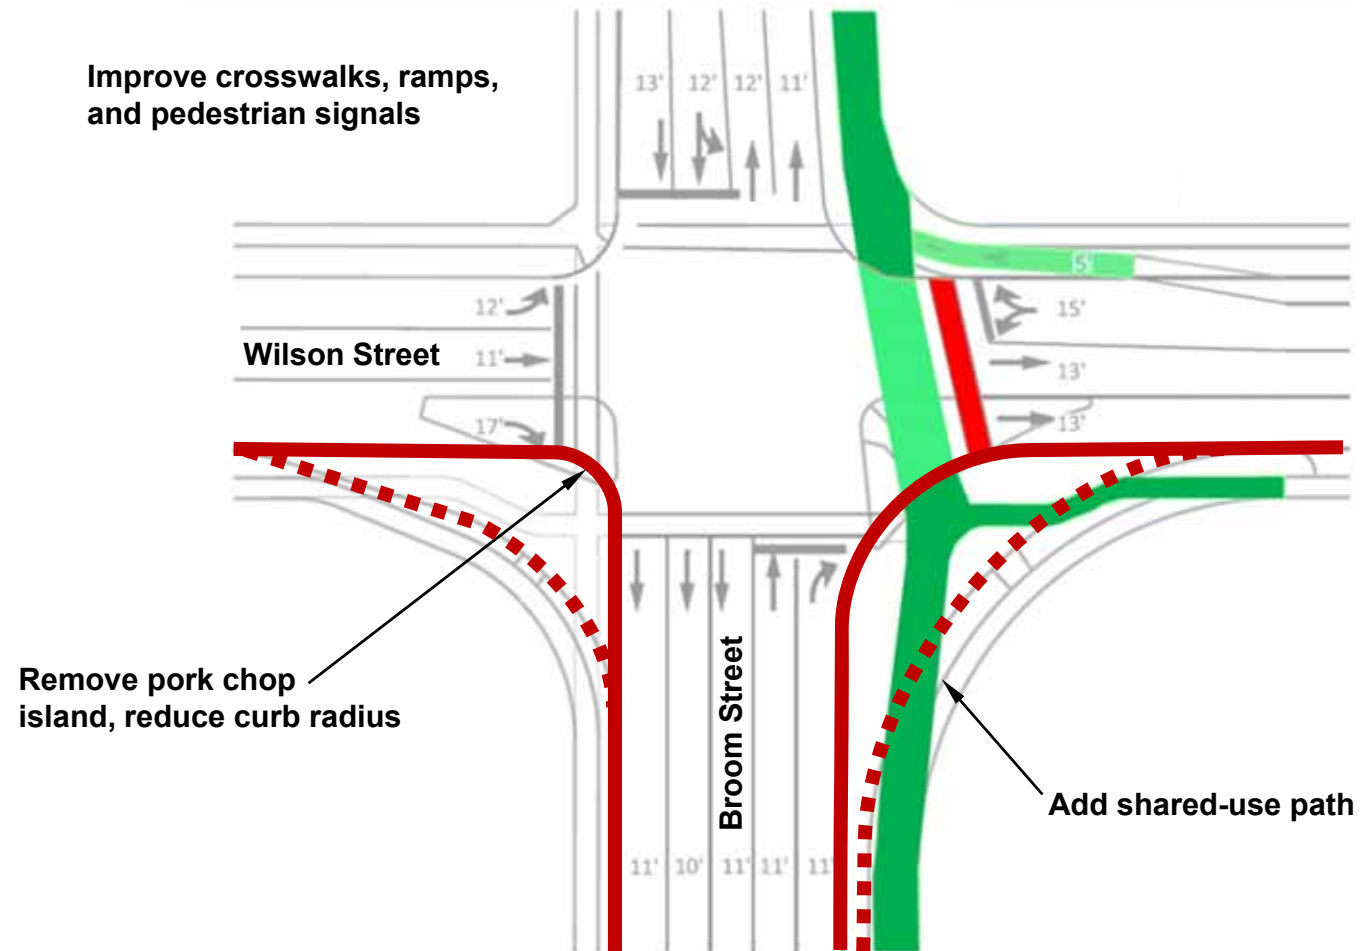 Improve crosswalks, ramps,
and pedestrian signals
13' 12' 12' 11'
5'
12'
15'
Wilson Street
11'
13'
17'
13'
Broom Street
Remove pork chop
island, reduce curb radius
Add shared-use path
11' 10' 11' 11' 11'